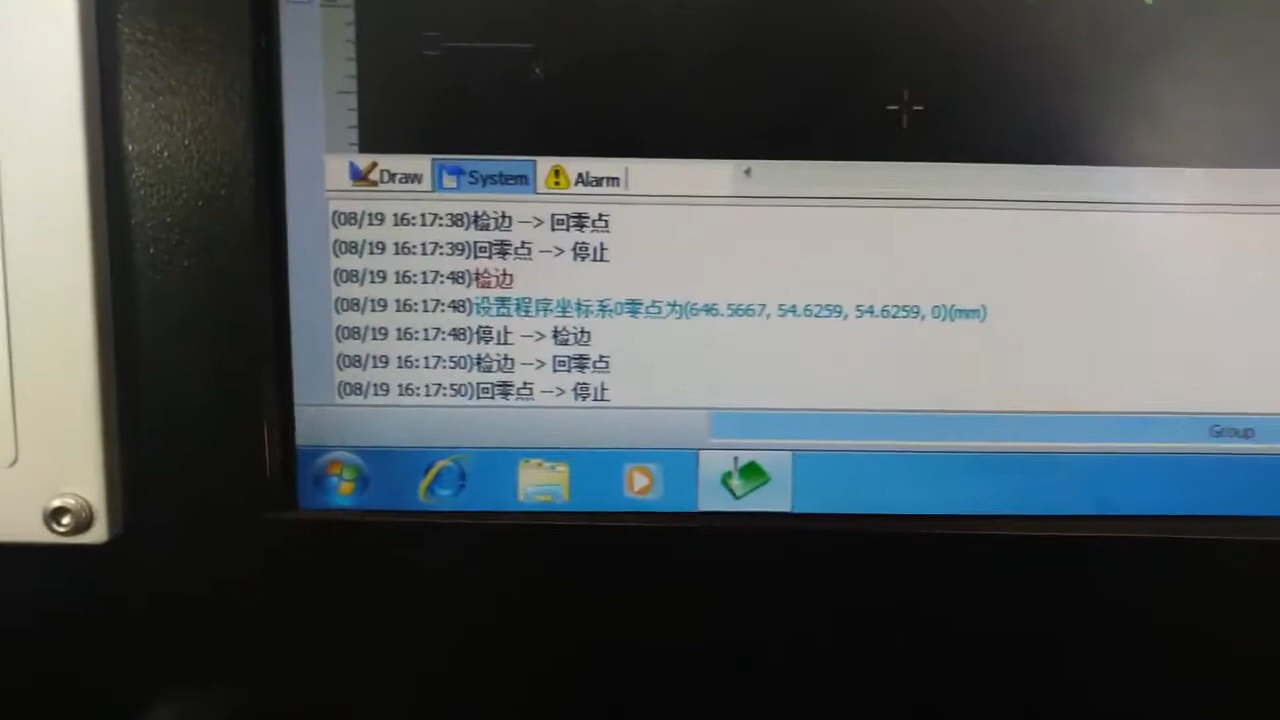 Draw System Alarm
(08/19 16:17:38)检边 --> 回零点
(08/19 16:17:39)回零点 --> 停止
(08/19 16:17:48)检边
(08/19 16:17:48)设置程序坐标系0零点为(646.5667, 54.6259, 54.6259, 0)(mm)
(08/19 16:17:48)停止 --> 检边
(08/19 16:17:50)检边 --> 回零点
(08/19 16:17:50)回零点 --> 停止
Group